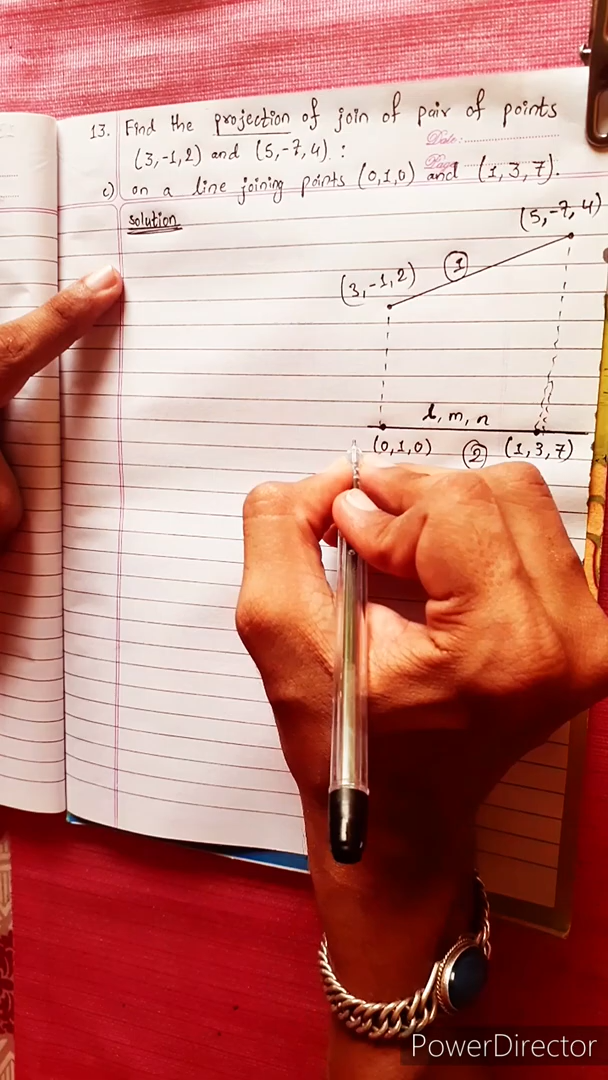 13. Find the projection of join of pair of points
Date:
(3,-1,2) and (5,-7,4). :
Page
c) on a line joining points (0,1,0) and (1,3,7).
solution
(5,-7,4)
(3,-1,2)
1
l, m, n
(0,1,0) 2 (1,3,7)
PowerDirector